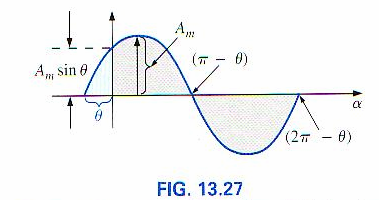 A_m
(π − θ)
A_m sin θ
α
θ
(2π − θ)
FIG. 13.27